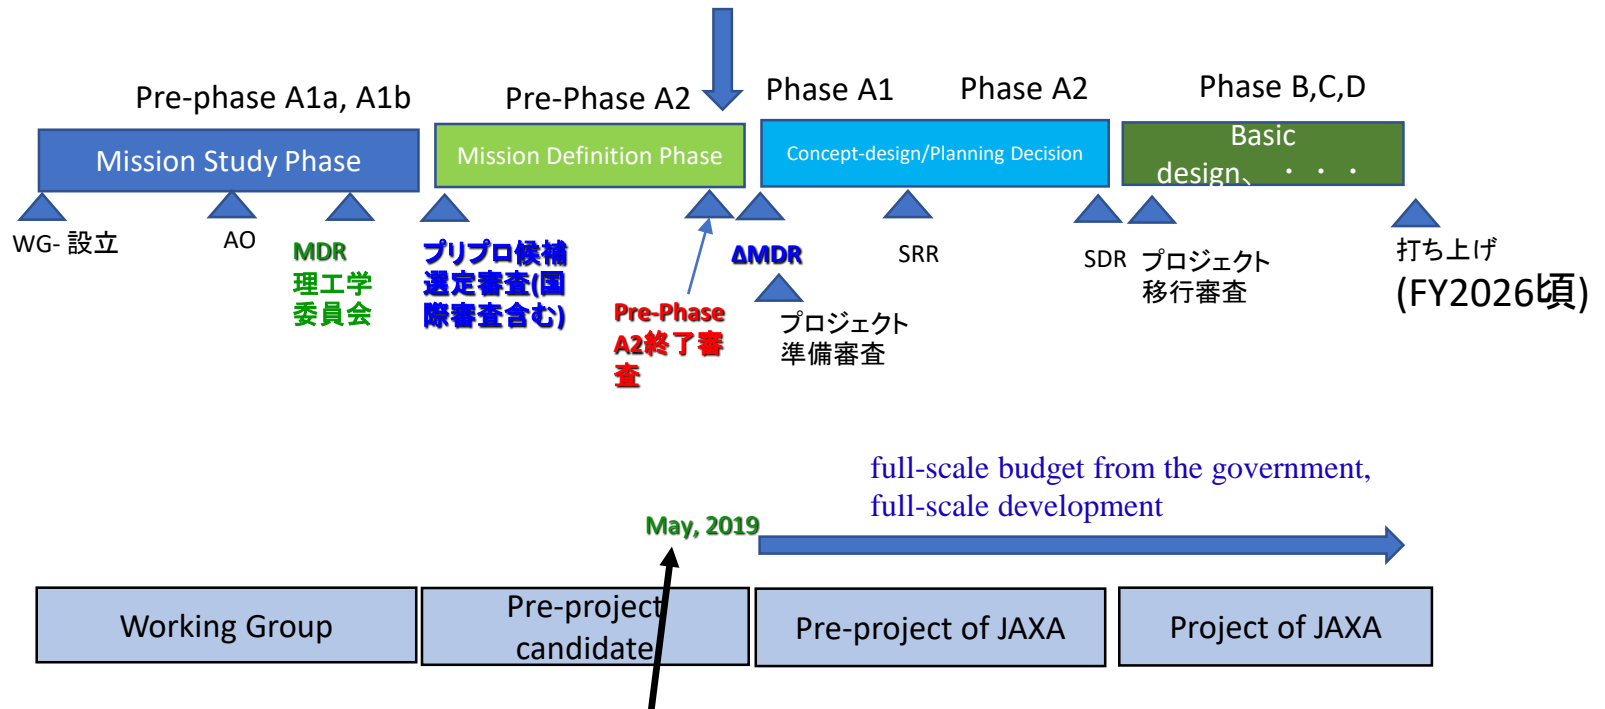 Pre-phase A1a, A1b
Pre-Phase A2
Phase A1
Phase A2
Phase B,C,D
Mission Study Phase
Mission Definition Phase
Concept-design/Planning Decision
Basic
design、 ・・・
WG- 設立
AO
MDR
理工学
委員会
プリプロ候補
選定審査(国
際審査含む)
Pre-Phase
A2終了審
査
ΔMDR
プロジェクト
準備審査
SRR
SDR
プロジェクト
移行審査
打ち上げ
(FY2026頃)
full-scale budget from the government,
full-scale development
May, 2019
Working Group
Pre-project
candidate
Pre-project of JAXA
Project of JAXA